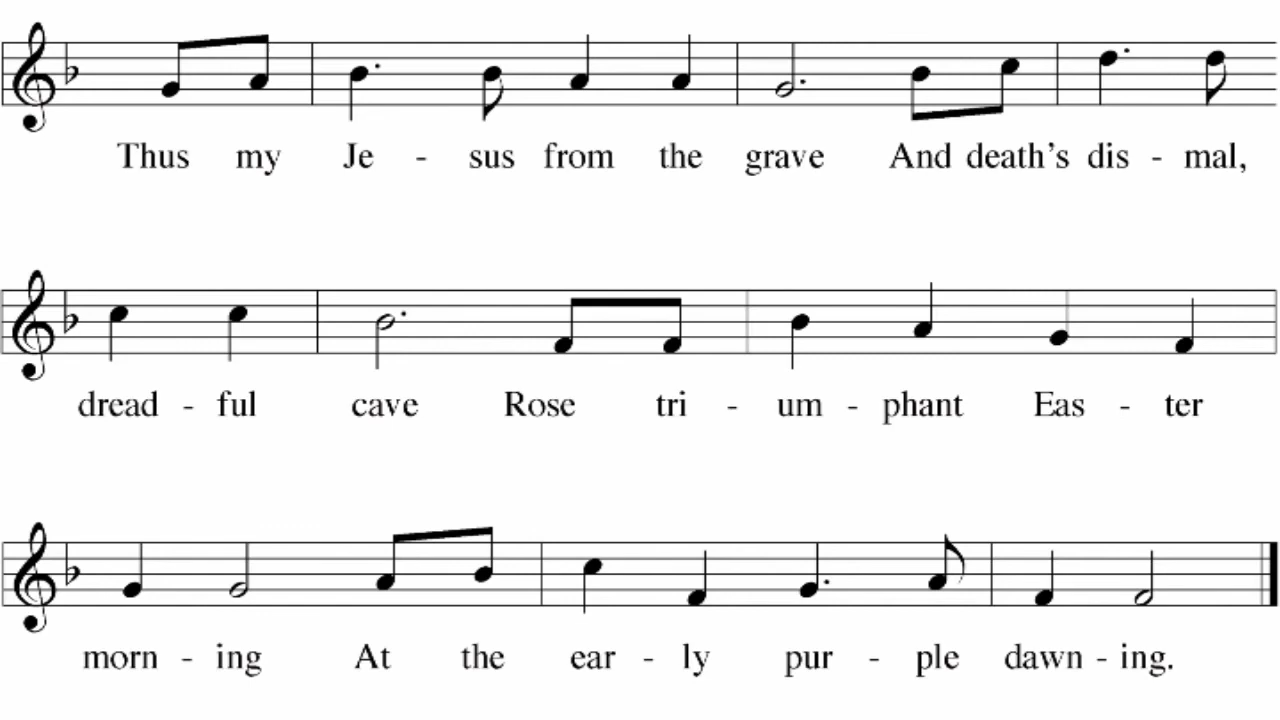 Thus my Je - sus from the grave And death's dis - mal,
dread - ful cave Rose tri - um - phant Eas - ter
morn - ing At the ear - ly pur - ple dawn - ing.